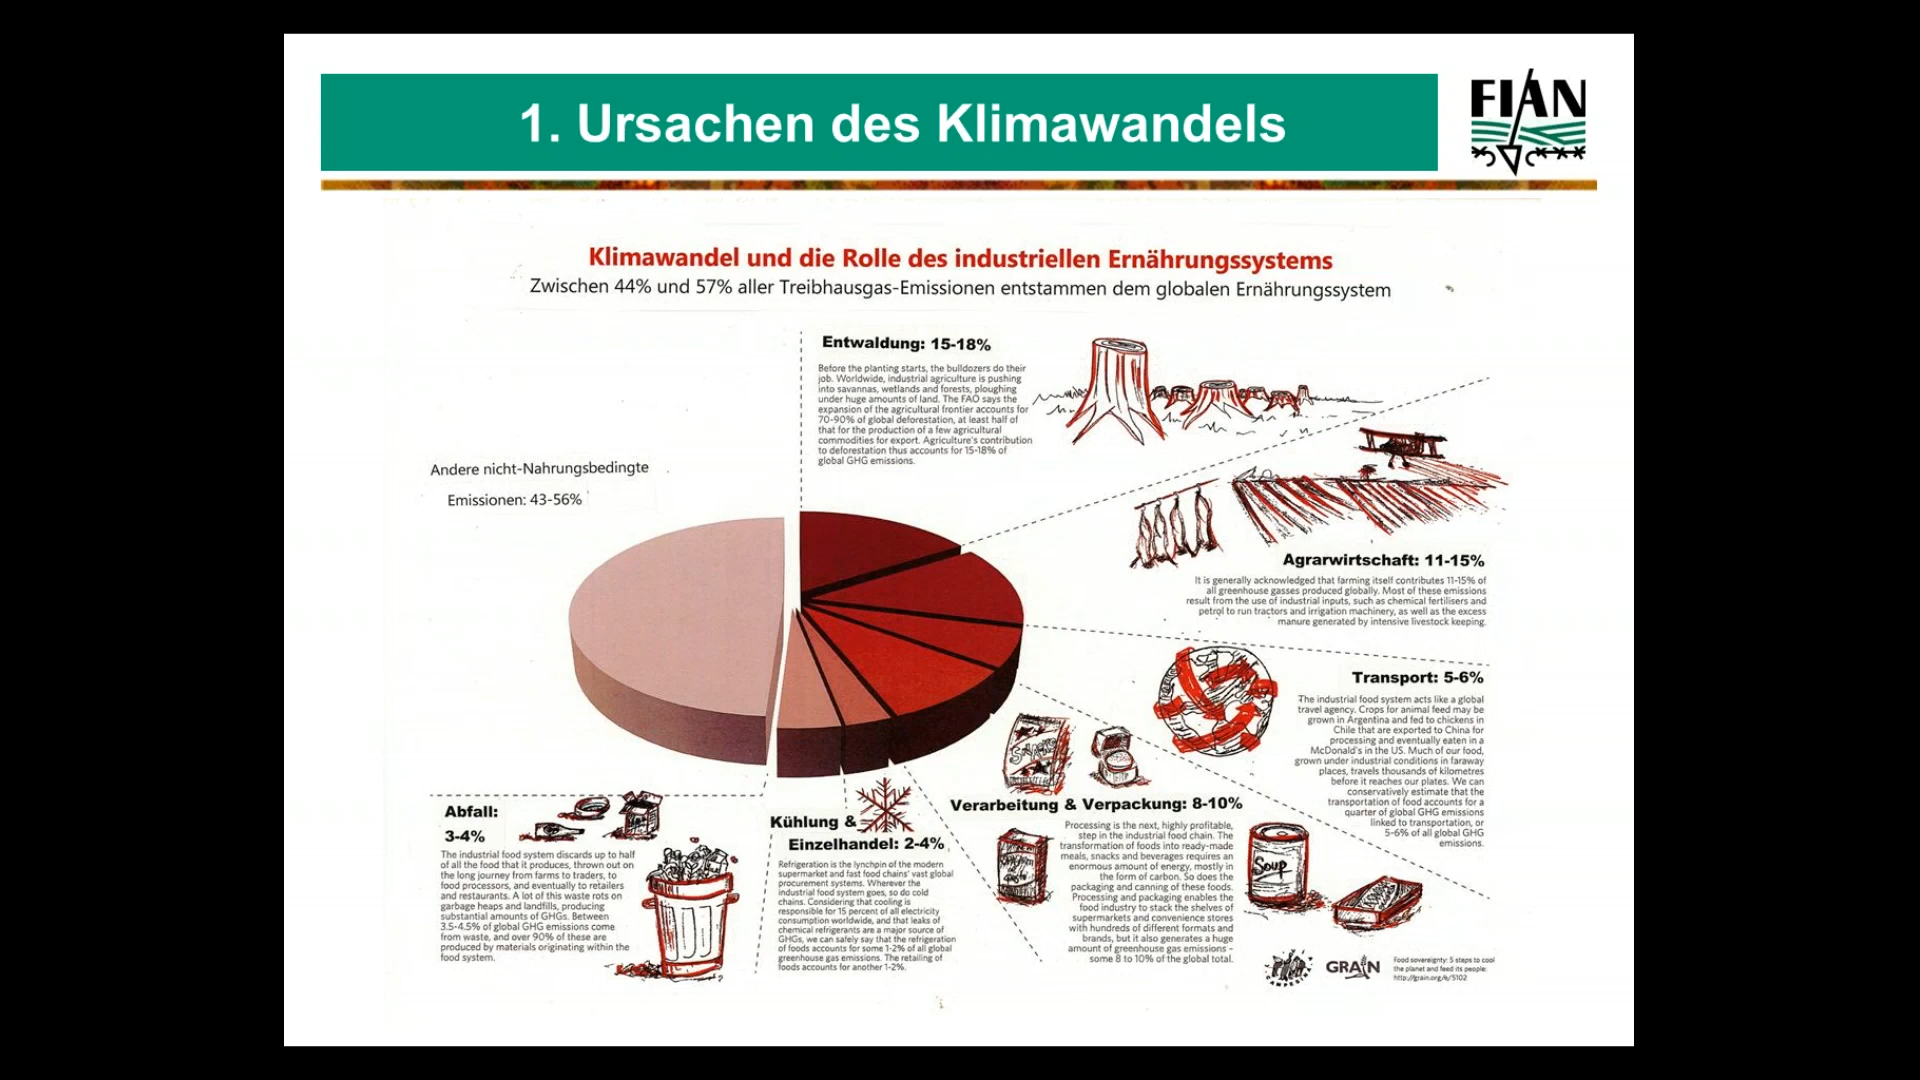 1. Ursachen des Klimawandels
FIAN
Klimawandel und die Rolle des industriellen Ernährungssystems
Zwischen 44% und 57% aller Treibhausgas-Emissionen entstammen dem globalen Ernährungssystem
Entwaldung: 15-18%
Before the planting starts, the bulldozers do their
job. Worldwide, industrial agriculture is pushing
into savannas, wetlands and forests, ploughing
under huge amounts of land. The FAO says the
expansion of the agricultural frontier accounts for
70-90% of global deforestation, at least half of
that for the production of a few agricultural
commodities for export. Agriculture's contribution
to deforestation thus accounts for 15-18% of
global GHG emissions.
Andere nicht-Nahrungsbedingte
Emissionen: 43-56%
Agrarwirtschaft: 11-15%
It is generally acknowledged that farming itself contributes 11-15% of
all greenhouse gasses produced globally. Most of these emissions
result from the use of industrial inputs, such as chemical fertilisers and
petrol to run tractors and irrigation machinery, as well as the excess
manure generated by intensive livestock keeping.
Transport: 5-6%
The industrial food system acts like a global
travel agency. Crops for animal feed may be
grown in Argentina and fed to chickens in
Chile that are exported to China for
processing and eventually eaten in a
McDonald's in the US. Much of our food,
grown under industrial conditions in faraway
places, travels thousands of kilometres
before it reaches our plates. We can
conservatively estimate that the
transportation of food accounts for a
quarter of global GHG emissions
linked to transportation, or
5-6% of all global GHG
emissions.
Verarbeitung & Verpackung: 8-10%
Processing is the next, highly profitable,
step in the industrial food chain. The
transformation of foods into ready-made
meals, snacks and beverages requires an
enormous amount of energy, mostly in
the form of carbon. So does the
packaging and canning of these foods.
Processing and packaging enables the
food industry to stack the shelves of
supermarkets and convenience stores
with hundreds of different formats and
brands, but it also generates a huge
amount of greenhouse gas emissions –
some 8 to 10% of the global total.
Soup
Kühlung &
Einzelhandel: 2-4%
Refrigeration is the lynchpin of the modern
supermarket and fast food chains' vast global
procurement systems. Wherever the
industrial food system goes, so do cold
chains. Considering that cooling is
responsible for 15 percent of all electricity
consumption worldwide, and that leaks of
chemical refrigerants are a major source of
GHGs, we can safely say that the refrigeration
of foods accounts for some 1-2% of all global
greenhouse gas emissions. The retailing of
foods accounts for another 1-2%.
Abfall:
3-4%
The industrial food system discards up to half
of all the food that it produces, thrown out on
the long journey from farms to traders, to
food processors, and eventually to retailers
and restaurants. A lot of this waste rots on
garbage heaps and landfills, producing
substantial amounts of GHGs. Between
3.5-4.5% of global GHG emissions come
from waste, and over 90% of these are
produced by materials originating within the
food system.
GRAIN
Food sovereignty: 5 steps to cool
the planet and feed its people:
http://grain.org/e/5102